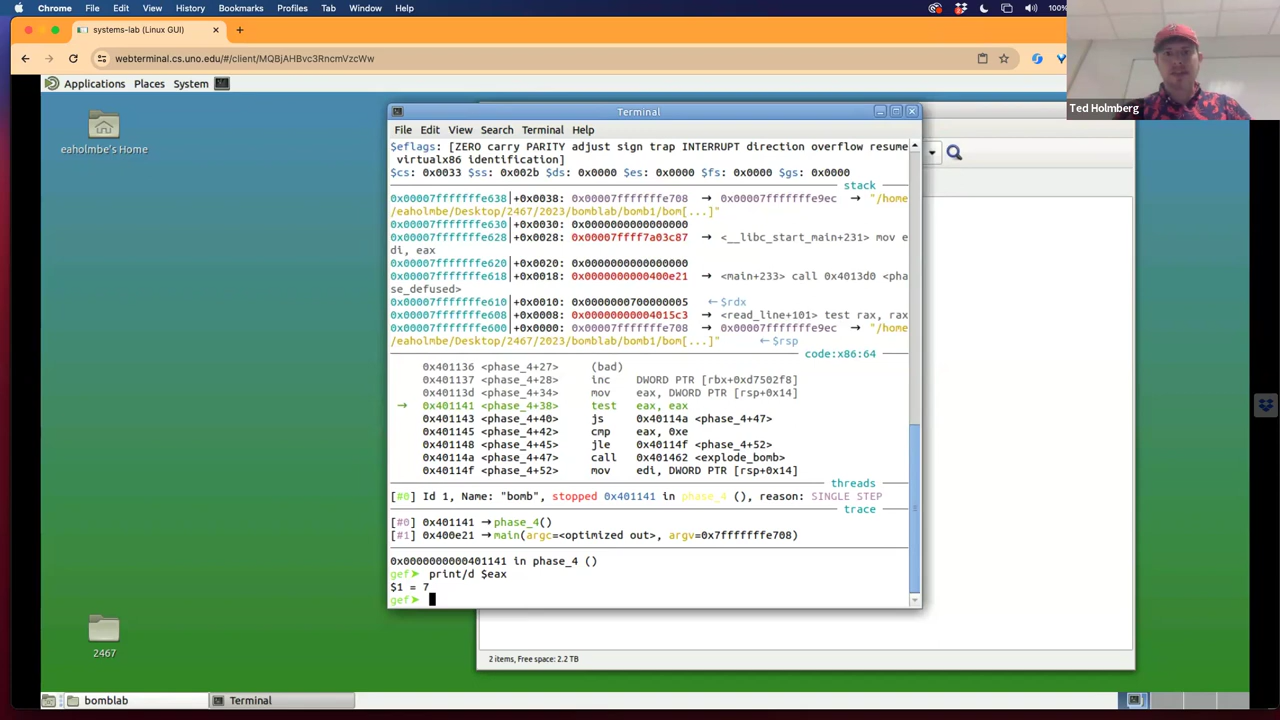 Chrome File Edit View History Bookmarks Profiles Tab Window Help 100%
systems-lab (Linux GUI)
webterminal.cs.uno.edu/#/client/MQBjAHBvc3RncmVzcWw
Ted Holmberg
Applications Places System
eaholmbe's Home
Terminal
File Edit View Search Terminal Help
$eflags: [ZERO carry PARITY adjust sign trap INTERRUPT direction overflow resume
virtualx86 identification]
$cs: 0x0033 $ss: 0x002b $ds: 0x0000 $es: 0x0000 $fs: 0x0000 $gs: 0x0000
stack
0x00007fffffffe638│+0x0038: 0x00007fffffffe708 → 0x00007fffffffe9ec → "/home
/eaholmbe/Desktop/2467/2023/bomblab/bomb1/bom[...]"
0x00007fffffffe630│+0x0030: 0x0000000000000000
0x00007fffffffe628│+0x0028: 0x00007ffff7a03c87 → <__libc_start_main+231> mov e
di, eax
0x00007fffffffe620│+0x0020: 0x0000000000000000
0x00007fffffffe618│+0x0018: 0x0000000000400e21 → <main+233> call 0x4013d0 <pha
se_defused>
0x00007fffffffe610│+0x0010: 0x0000000700000005 ←$rdx
0x00007fffffffe608│+0x0008: 0x00000000004015c3 → <read_line+101> test rax, rax
0x00007fffffffe600│+0x0000: 0x00007fffffffe708 → 0x00007fffffffe9ec → "/home
/eaholmbe/Desktop/2467/2023/bomblab/bomb1/bom[...]" ←$rsp
code:x86:64
0x401136 <phase_4+27> (bad)
0x401137 <phase_4+28> inc DWORD PTR [rbx+0xd7502f8]
0x40113d <phase_4+34> mov eax, DWORD PTR [rsp+0x14]
→ 0x401141 <phase_4+38> test eax, eax
0x401143 <phase_4+40> js 0x40114a <phase_4+47>
0x401145 <phase_4+42> cmp eax, 0xe
0x401148 <phase_4+45> jle 0x40114f <phase_4+52>
0x40114a <phase_4+47> call 0x401462 <explode_bomb>
0x40114f <phase_4+52> mov edi, DWORD PTR [rsp+0x14]
threads
[#0] Id 1, Name: "bomb", stopped 0x401141 in phase_4 (), reason: SINGLE STEP
trace
[#0] 0x401141 → phase_4()
[#1] 0x400e21 → main(argc=<optimized out>, argv=0x7fffffffe708)
0x0000000000401141 in phase_4 ()
gef➤ print/d $eax
$1 = 7
gef➤
2467
2 items, Free space: 2.2 TB
bomblab
Terminal